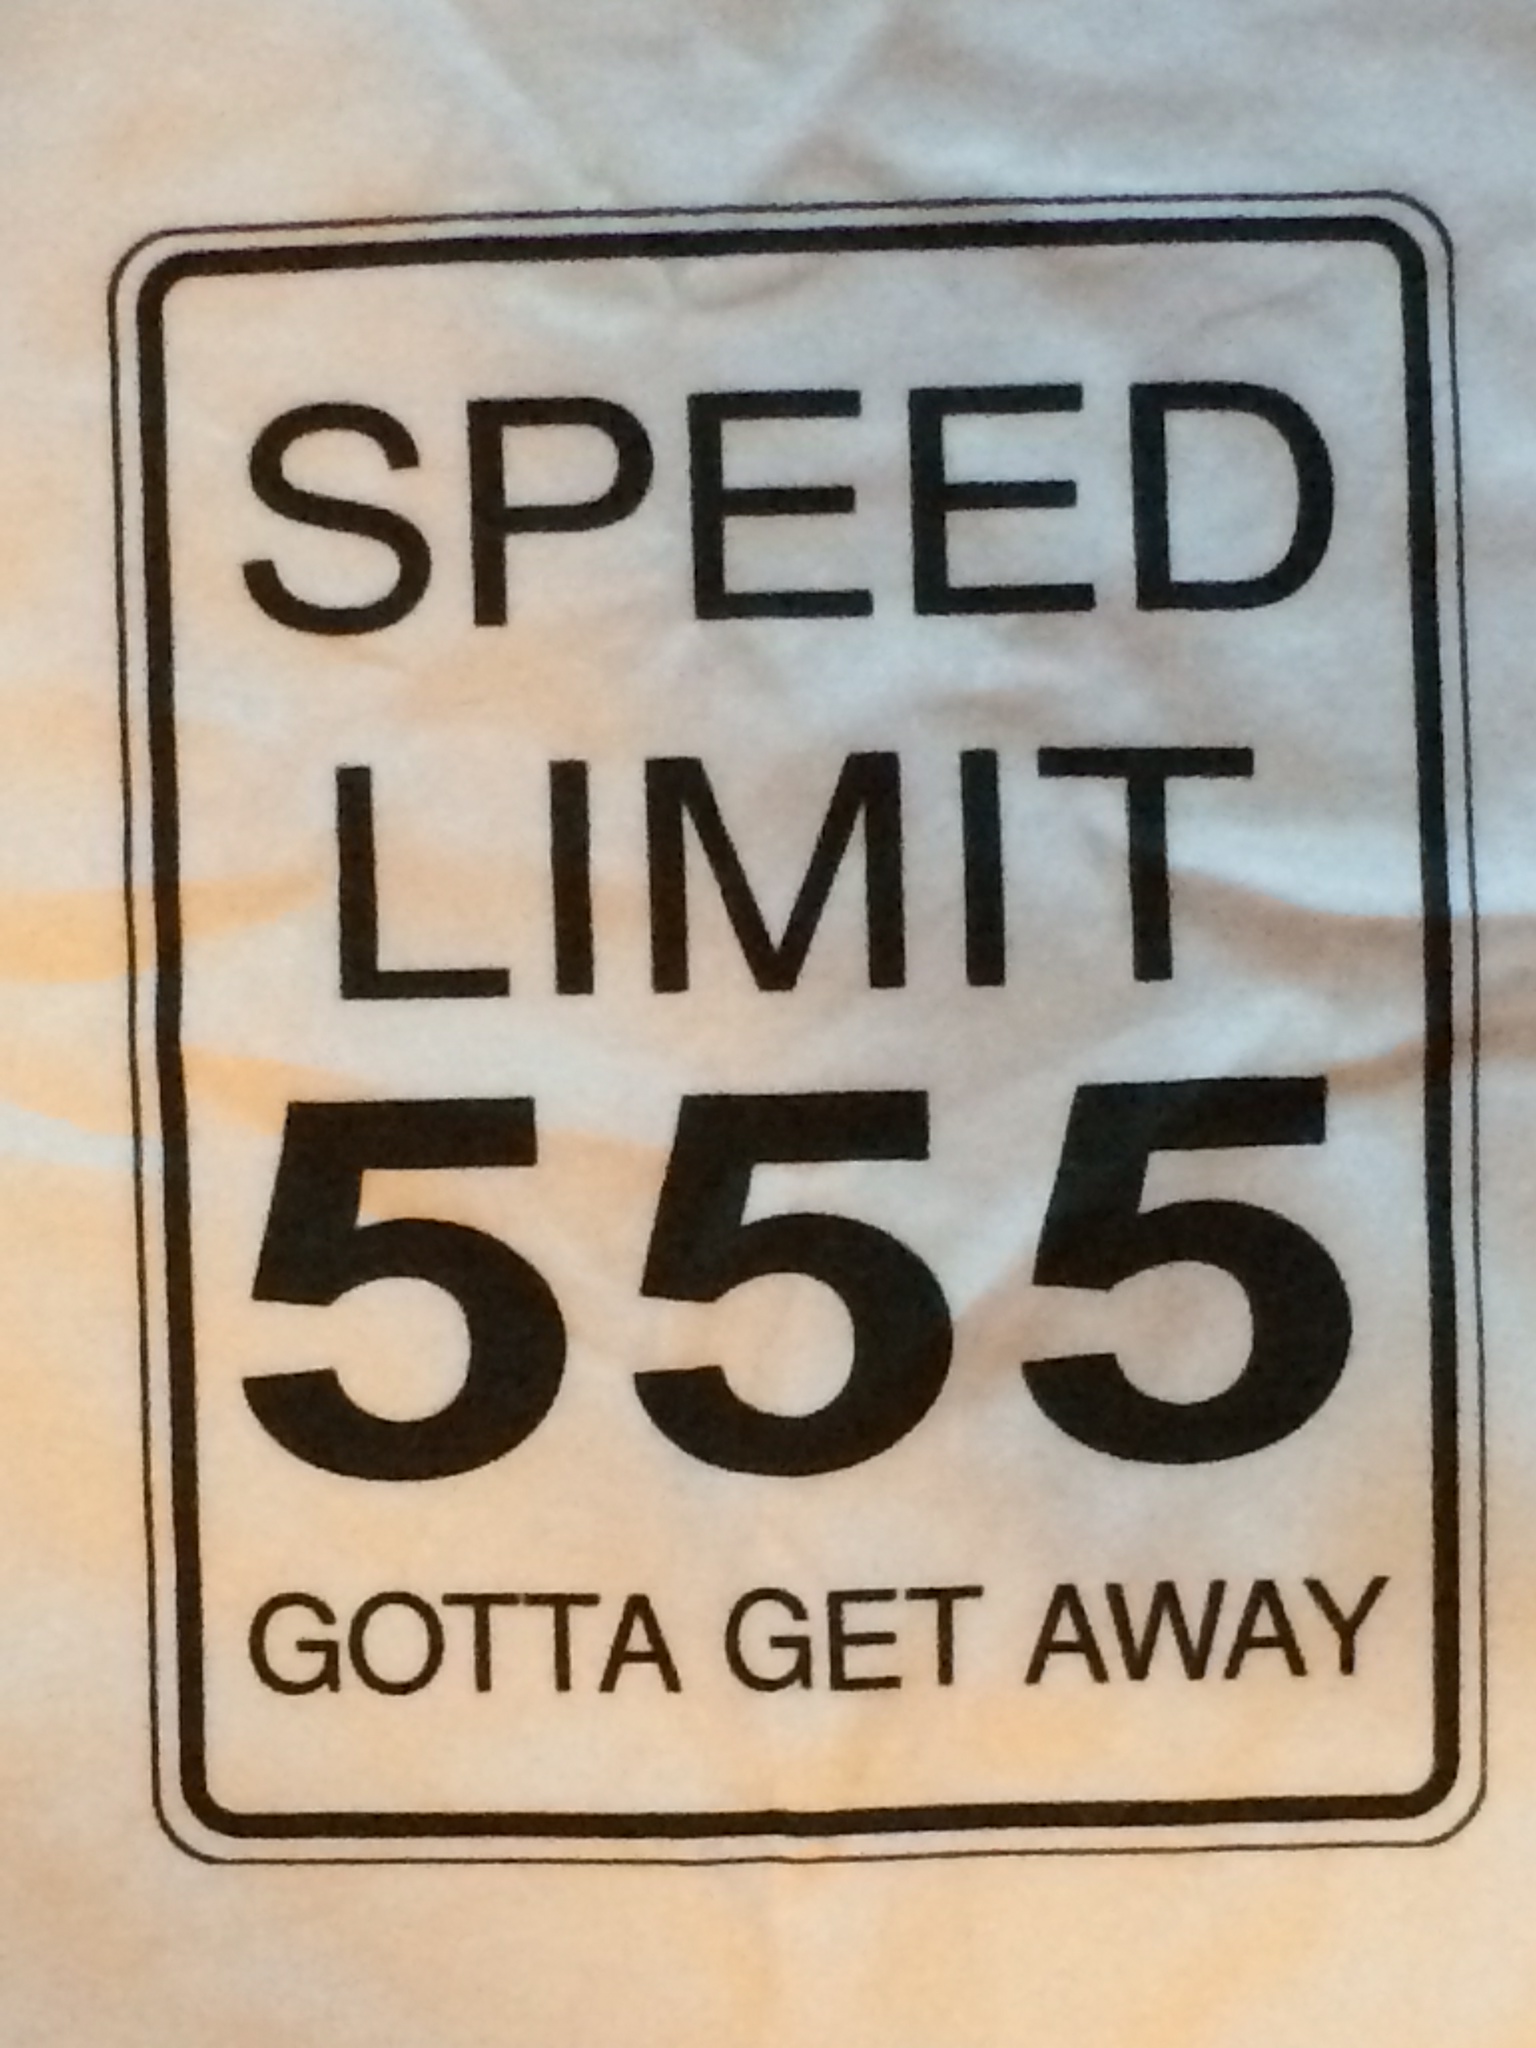 SPEED
LIMIT
555
GOTTA GET AWAY